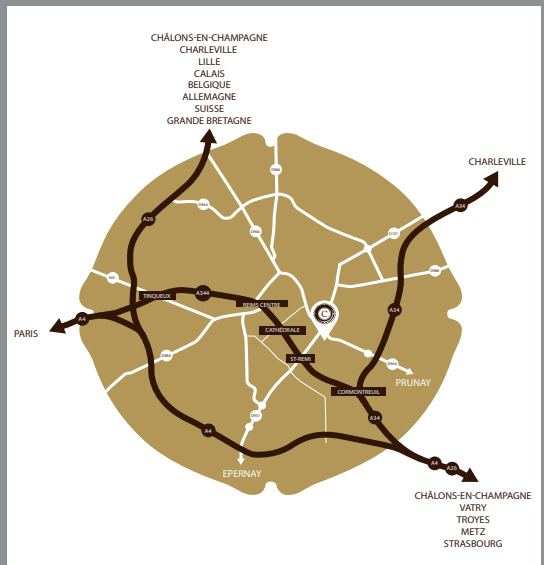 CHÂLONS-EN-CHAMPAGNE
CHARLEVILLE
LILLE
CALAIS
BELGIQUE
ALLEMAGNE
SUISSE
GRANDE BRETAGNE
CHARLEVILLE
A26
A34
TINQUEUX
A344
REIMS CENTRE
A34
C
A4
PARIS
CATHÉDRALE
ST-REMI
PRUNAY
CORMONTREUIL
A34
A4
EPERNAY
A4
A26
CHÂLONS-EN-CHAMPAGNE
VATRY
TROYES
METZ
STRASBOURG